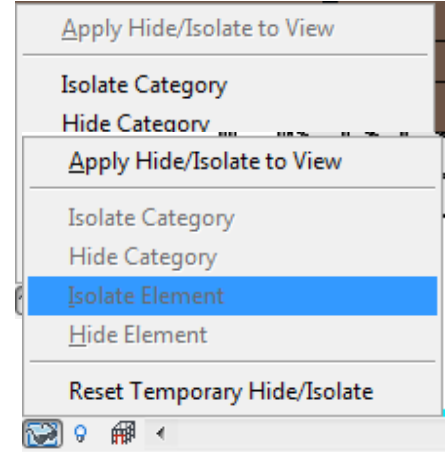 Apply Hide/Isolate to View
Isolate Category
Hide Category
Apply Hide/Isolate to View
Isolate Category
Hide Category
Isolate Element
Hide Element
Reset Temporary Hide/Isolate